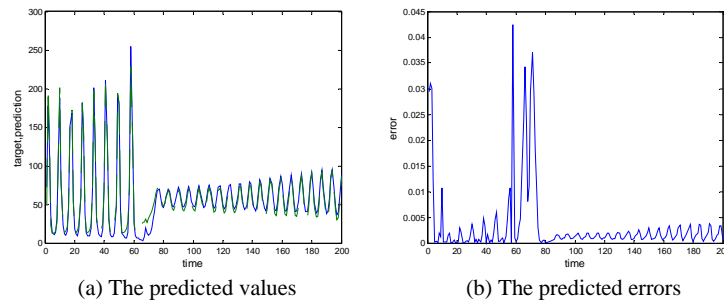 300
250
200
150
100
50
0
target,prediction
0 20 40 60 80 100 120 140 160 180 200
time
(a) The predicted values
0.045
0.04
0.035
0.03
0.025
0.02
0.015
0.01
0.005
0
error
0 20 40 60 80 100 120 140 160 180 200
time
(b) The predicted errors